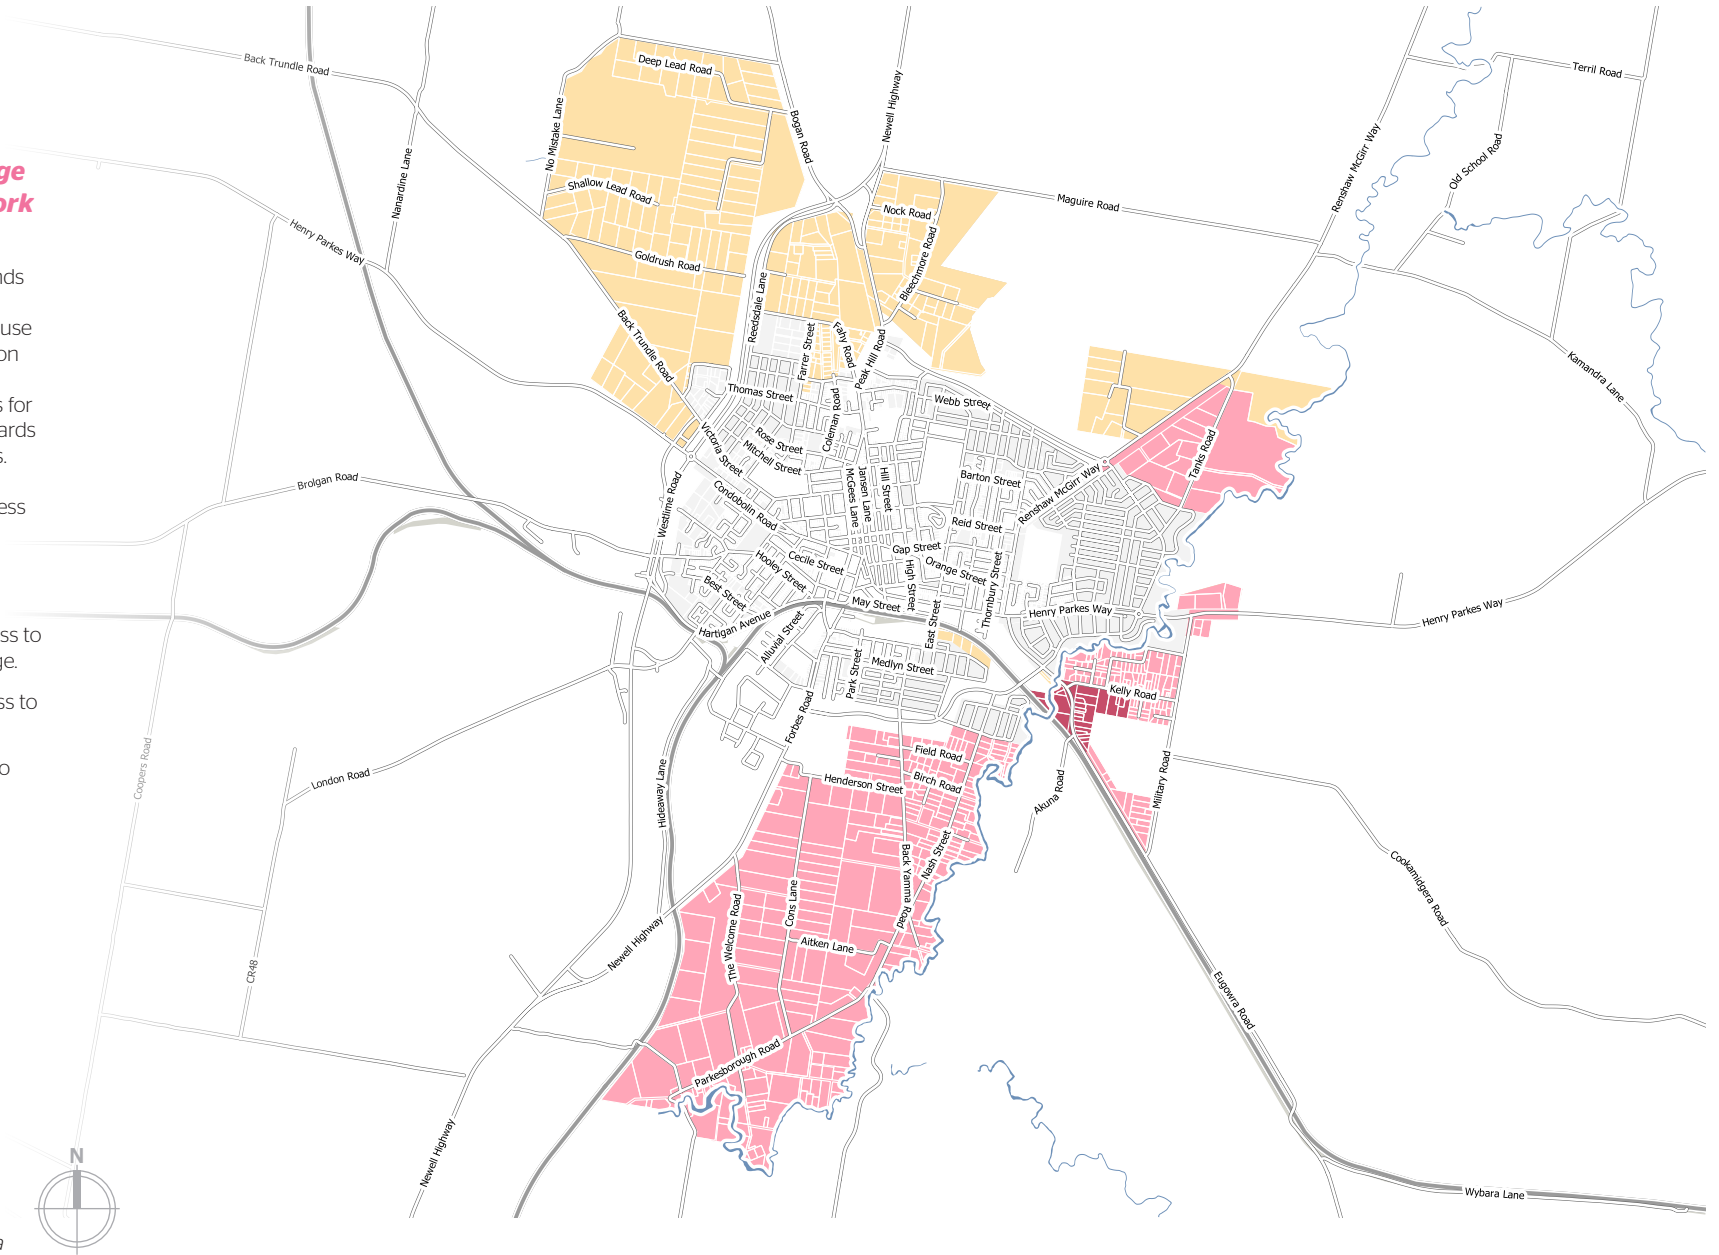 Deep Lead Road
Back Trundle Road
Terril Road
Newell Highway
No Mistake Lane
Bogan Road
Renshaw McGirr Way
Old School Road
Nanardine Lane
Shallow Lead Road
Nock Road
Maguire Road
Henry Parkes Way
Goldrush Road
Bleechmore Road
Reedsdale Lane
Back Trundle Road
Farrer Street
Fahy Road
Peak Hill Road
Kamandra Lane
Thomas Street
Coleman Road
Webb Street
Victoria Street
Rose Street
Mitchell Street
Tanks Road
Brolgan Road
Westlime Road
Condobolin Road
McGees Lane
Jansen Lane
Hill Street
Barton Street
Renshaw McGirr Way
Reid Street
Gap Street
Orange Street
Cecile Street
Hooley Street
High Street
Thornbury Street
Best Street
May Street
East Street
Henry Parkes Way
Henry Parkes Way
Hartigan Avenue
Alluvial Street
Park Street
Medlyn Street
Kelly Road
Forbes Road
Field Road
Birch Road
Henderson Street
Akuna Road
Military Road
Coopers Road
London Road
Hideaway Lane
Nash Street
Back Yamma Road
Cookamidgera Road
Cons Lane
The Welcome Road
Aitken Lane
Newell Highway
CR48
Eugowra Road
Parkesborough Road
Newell Highway
Wybara Lane
ge
ork
nds
use
on
s for
ards
s.
ess
ss to
ge.
ss to
o
N
a